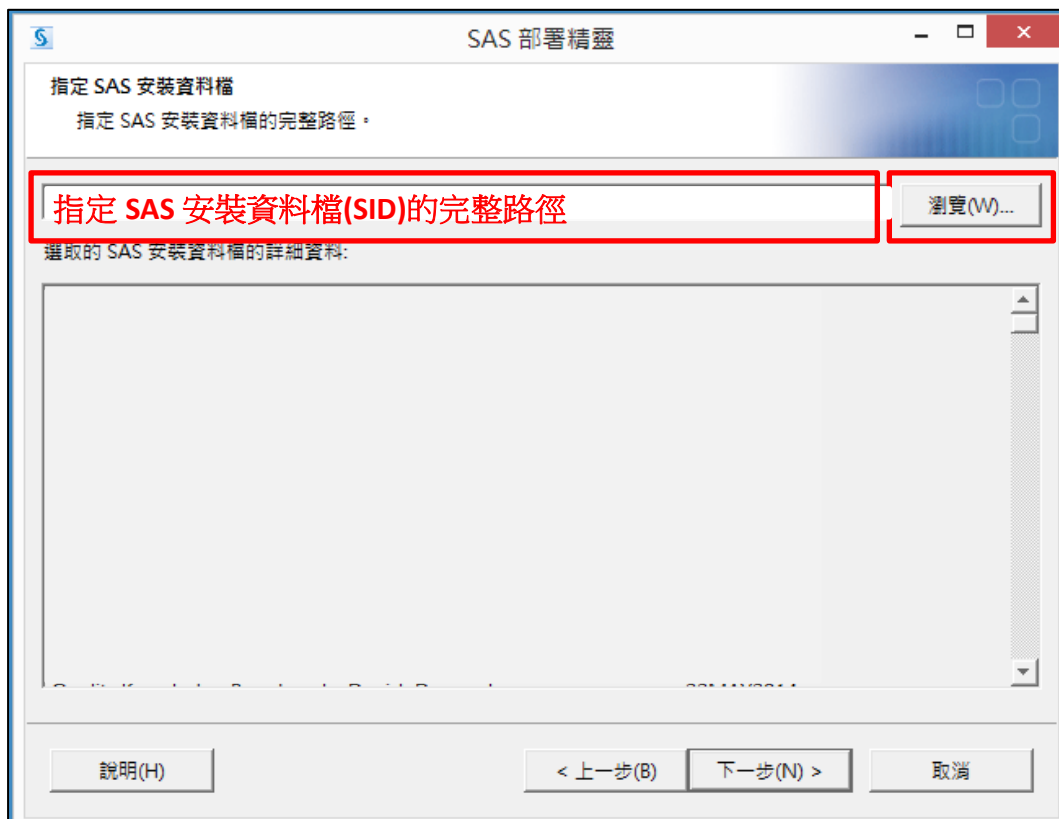 SAS 部署精靈
指定 SAS 安裝資料檔
指定 SAS 安裝資料檔的完整路徑。
指定 SAS 安裝資料檔(SID)的完整路徑
瀏覽(W)...
選取的 SAS 安裝資料檔的詳細資料:
說明(H)
< 上一步(B)
下一步(N) >
取消